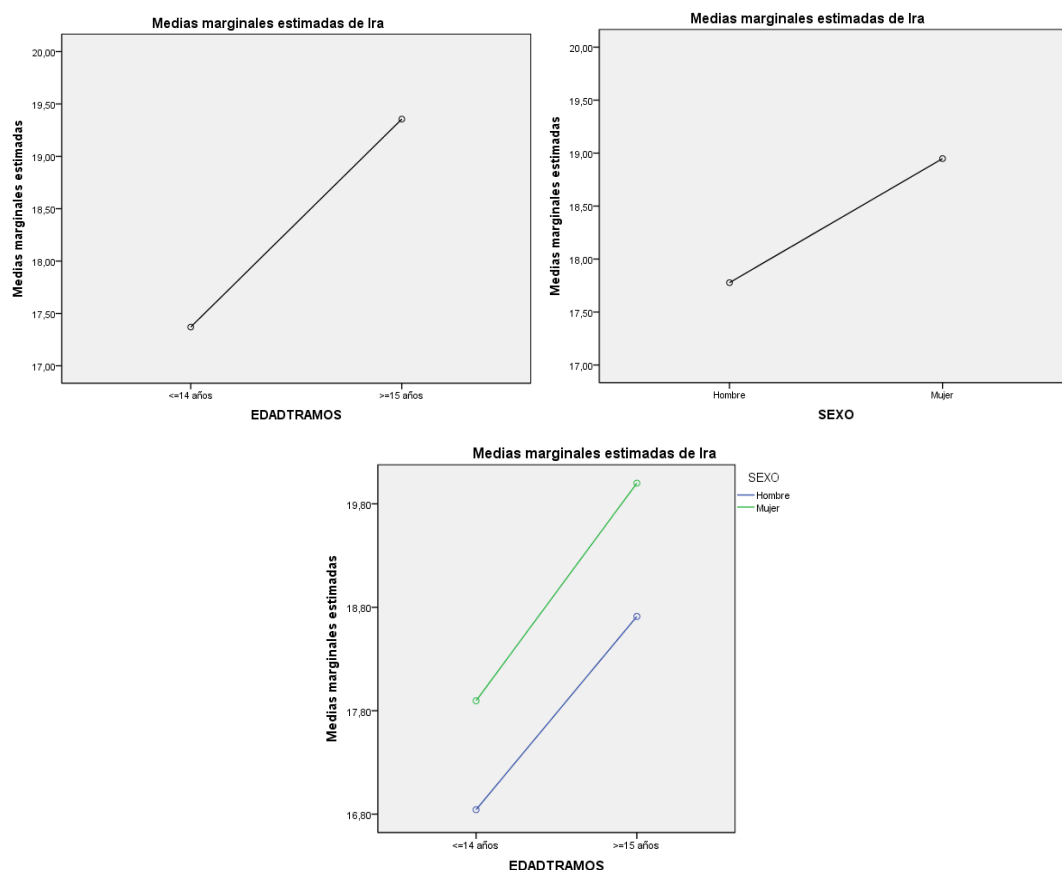 Medias marginales estimadas de Ira
Medias marginales estimadas
20,00
19,50
19,00
18,50
18,00
17,50
17,00
<=14 años
>=15 años
EDADTRAMOS
Medias marginales estimadas de Ira
Medias marginales estimadas
20,00
19,50
19,00
18,50
18,00
17,50
17,00
Hombre
Mujer
SEXO
Medias marginales estimadas de Ira
Medias marginales estimadas
19,80
18,80
17,80
16,80
<=14 años
>=15 años
EDADTRAMOS
SEXO
Hombre
Mujer